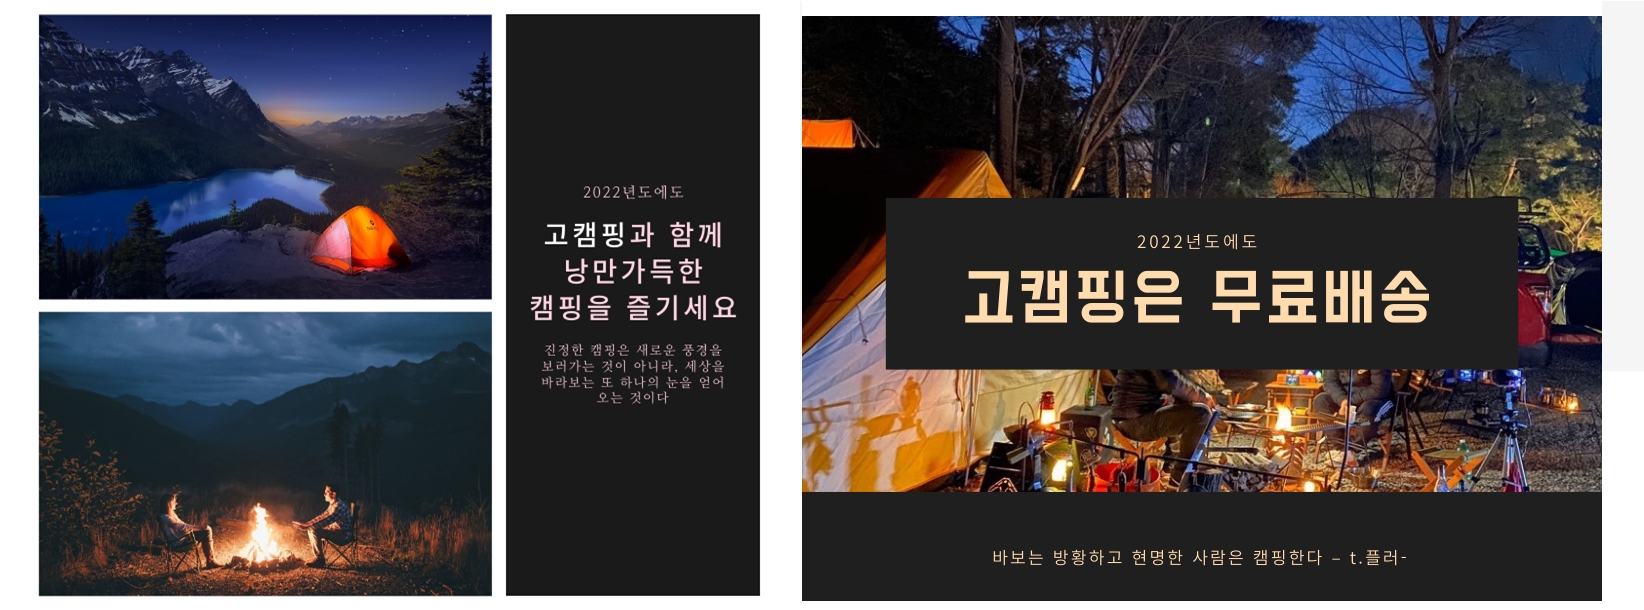 2022년도에도
고캠핑과 함께
낭만가득한
캠핑을 즐기세요
진정한 캠핑은 새로운 풍경을
보러가는 것이 아니라, 세상을
바라보는 또 하나의 눈을 얻어
오는 것이다
2022년도에도
고캠핑은 무료배송
바보는 방황하고 현명한 사람은 캠핑한다 – t.플러-